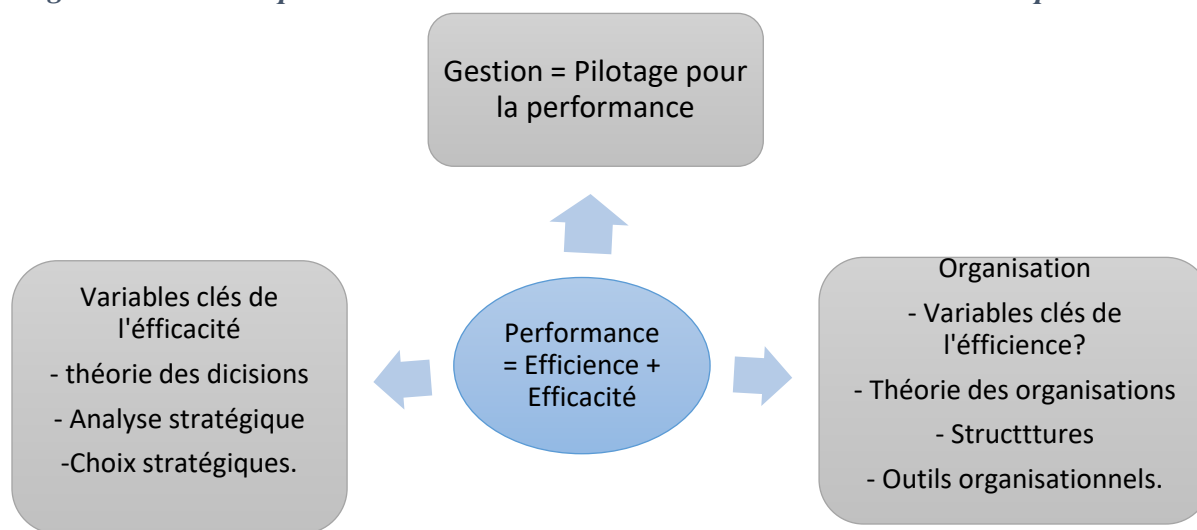 Gestion = Pilotage pour
la performance
Variables clés de
l'éfficacité
- théorie des dicisions
- Analyse stratégique
-Choix stratégiques.
Performance
= Efficience +
Efficacité
Organisation
- Variables clés de
l'éfficience?
- Théorie des organisations
- Structttures
- Outils organisationnels.